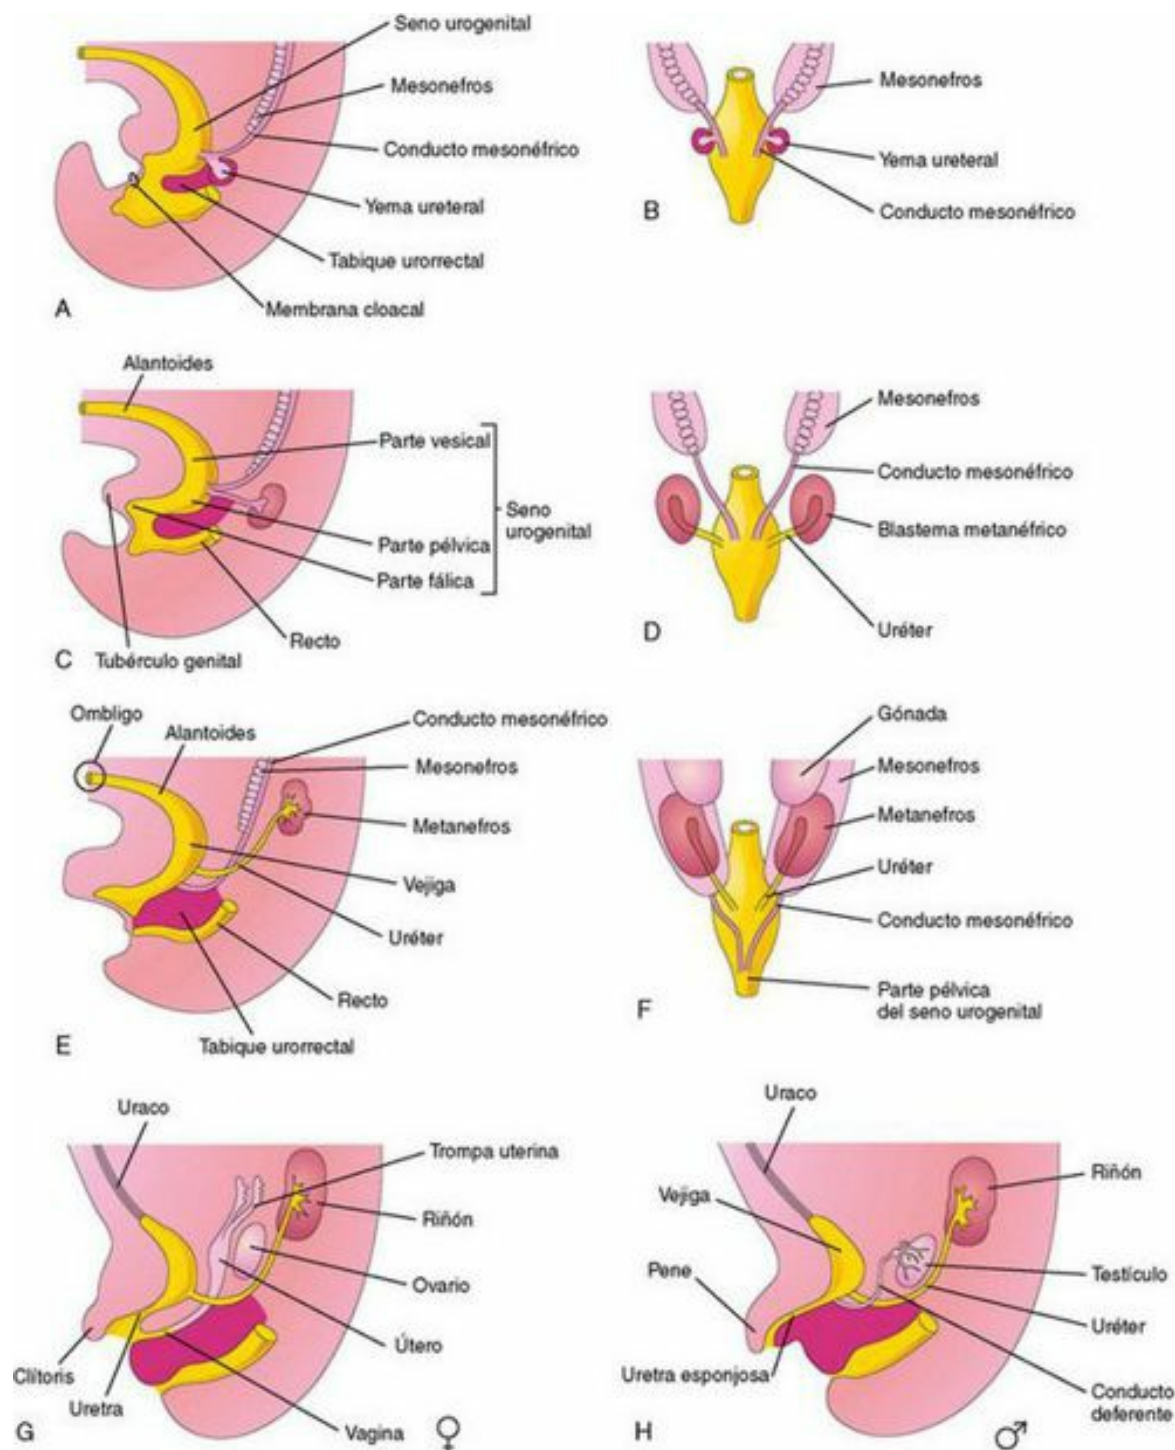 Seno urogenital
Mesonefros
Conducto mesonéfrico
Yema ureteral
Tabique urorrectal
Membrana cloacal
A
Mesonefros
Yema ureteral
Conducto mesonéfrico
B
Alantoides
Parte vesical
Seno
urogenital
Parte pélvica
Parte fálica
Recto
Tubérculo genital
C
Mesonefros
Conducto mesonéfrico
Blastema metanéfrico
Uréter
D
Ombligo
Alantoides
Conducto mesonéfrico
Mesonefros
Metanefros
Vejiga
Uréter
Recto
Tabique urorrectal
E
Gónada
Mesonefros
Metanefros
Uréter
Conducto mesonéfrico
Parte pélvica
del seno urogenital
F
Uraco
Trompa uterina
Riñón
Ovario
Útero
Clítoris
Uretra
Vagina
G
♀
Uraco
Vejiga
Riñón
Pene
Testículo
Uréter
Uretra esponjosa
Conducto
deferente
H
♂